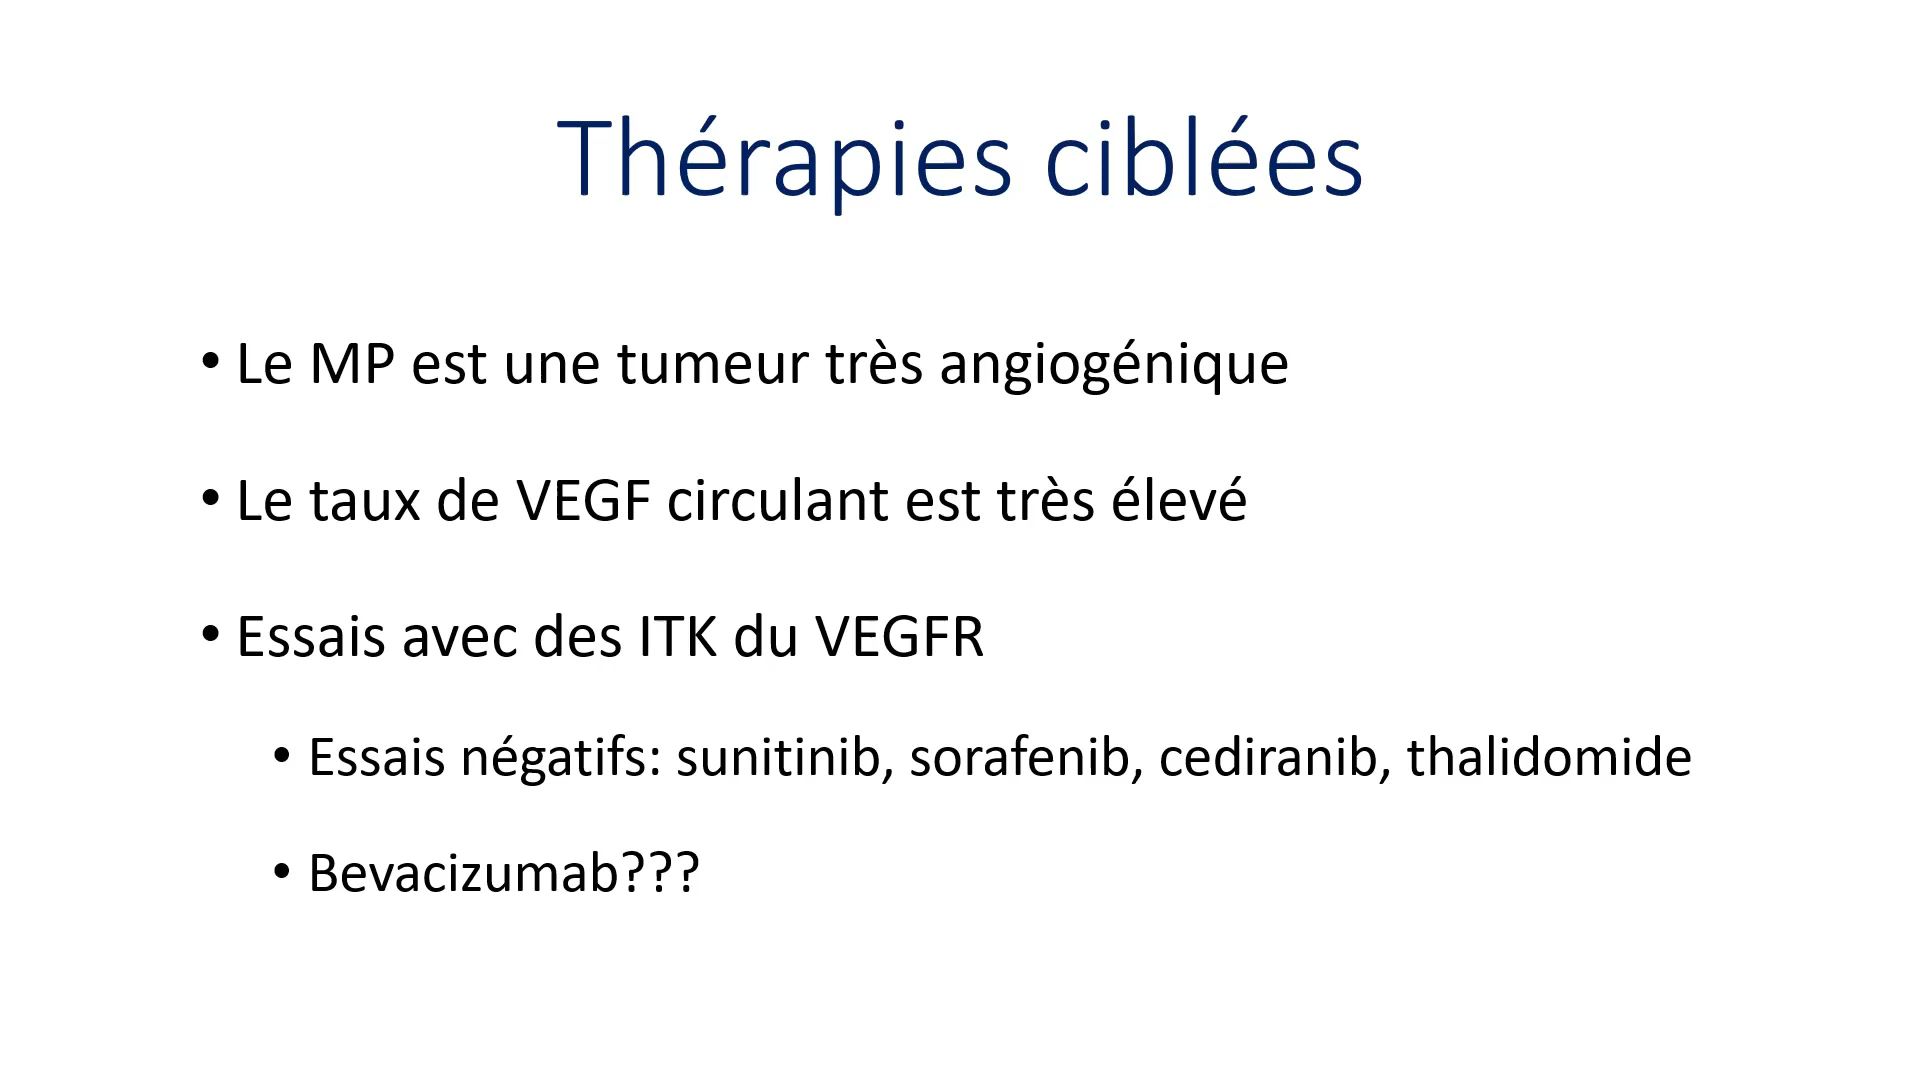 Thérapies ciblées
• Le MP est une tumeur très angiogénique
• Le taux de VEGF circulant est très élevé
• Essais avec des ITK du VEGFR
• Essais négatifs: sunitinib, sorafenib, cediranib, thalidomide
• Bevacizumab???